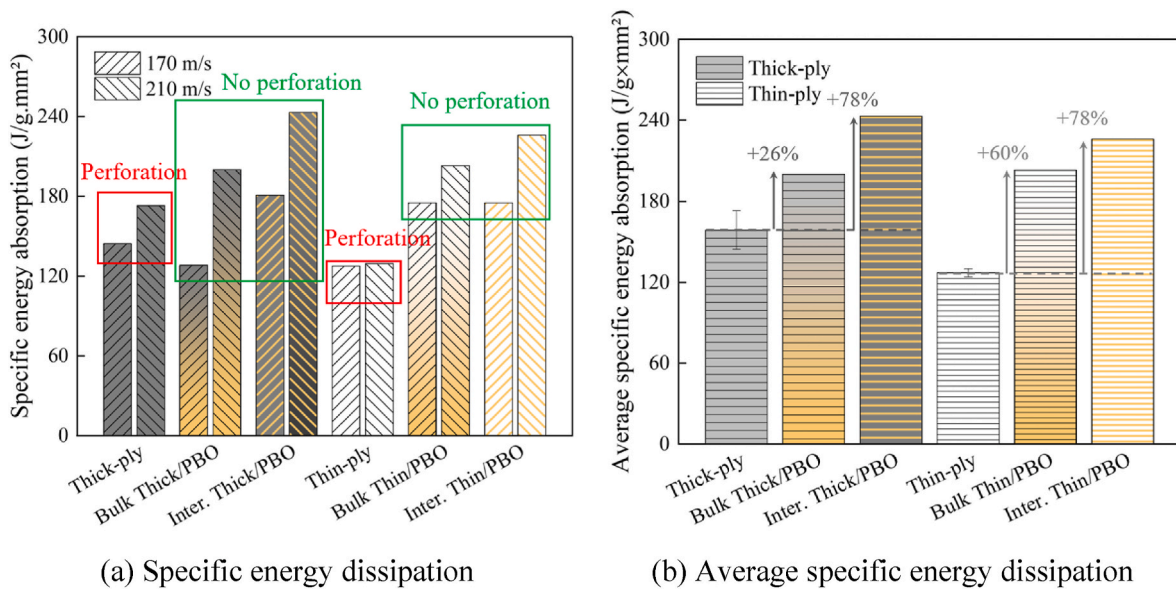 300
240
180
120
60
0
Specific energy absorption (J/g.mm²)
170 m/s
210 m/s
No perforation
No perforation
Perforation
Perforation
Thick-ply
Bulk Thick/PBO
Inter. Thick/PBO
Thin-ply
Bulk Thin/PBO
Inter. Thin/PBO
(a) Specific energy dissipation
300
240
180
120
60
0
Average specific energy absorption (J/g×mm²)
Thick-ply
Thin-ply
+78%
+26%
+78%
+60%
Thick-ply
Bulk Thick/PBO
Inter. Thick/PBO
Thin-ply
Bulk Thin/PBO
Inter. Thin/PBO
(b) Average specific energy dissipation